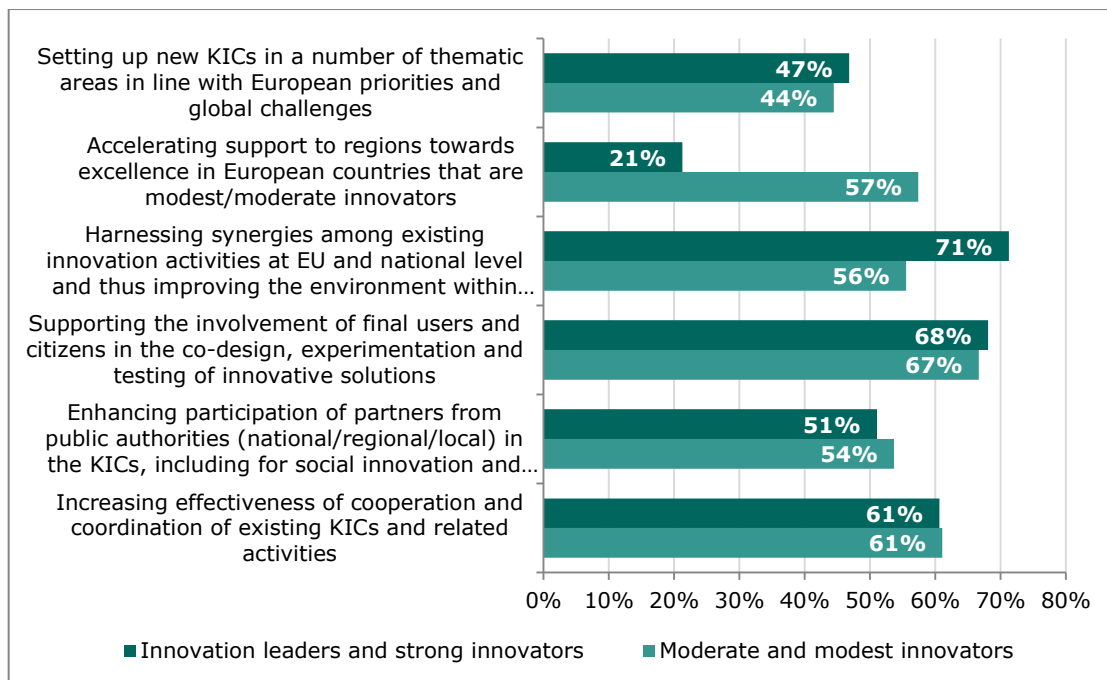 Setting up new KICs in a number of thematic
areas in line with European priorities and
global challenges
47%
44%
Accelerating support to regions towards
excellence in European countries that are
modest/moderate innovators
21%
57%
Harnessing synergies among existing
innovation activities at EU and national level
and thus improving the environment within…
71%
56%
Supporting the involvement of final users and
citizens in the co-design, experimentation and
testing of innovative solutions
68%
67%
Enhancing participation of partners from
public authorities (national/regional/local) in
the KICs, including for social innovation and…
51%
54%
Increasing effectiveness of cooperation and
coordination of existing KICs and related
activities
61%
61%
0% 10% 20% 30% 40% 50% 60% 70% 80%
Innovation leaders and strong innovators Moderate and modest innovators